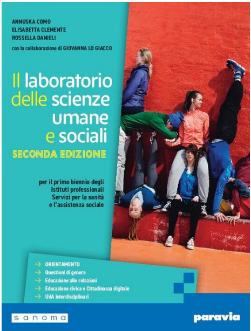 ANNUSKA COMO
ELISABETTA CLEMENTE
ROSSELLA DANIELI
con la collaborazione di GIOVANNA LO GIACCO
Il laboratorio
delle scienze
umane
e sociali
SECONDA EDIZIONE
per il primo biennio degli
Istituti professionali
Servizi per la sanità
e l'assistenza sociale
→ ORIENTAMENTO
→ Questioni di genere
→ Educazione alle relazioni
→ Educazione civica e Cittadinanza digitale
→ UdA interdisciplinari
sanoma
paravia